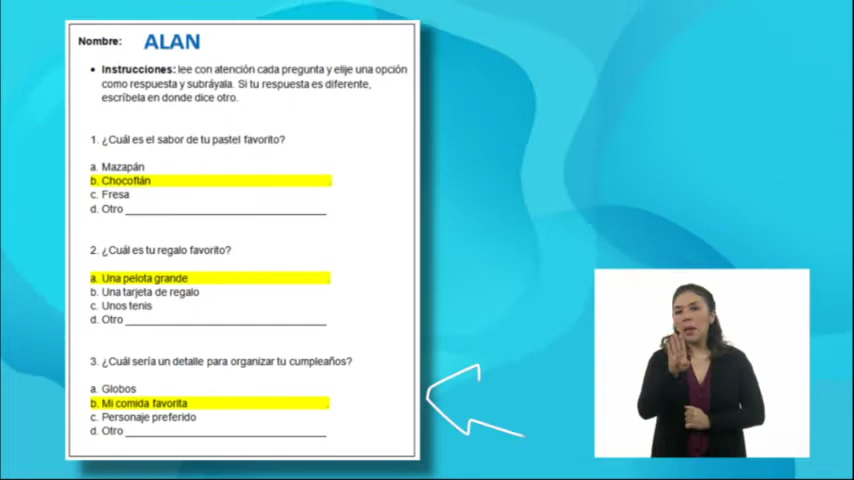 Nombre: ALAN
• Instrucciones: lee con atención cada pregunta y elije una opción
como respuesta y subráyala. Si tu respuesta es diferente,
escríbela en donde dice otro.
1. ¿Cuál es el sabor de tu pastel favorito?
a. Mazapán
b. Chocoflán
c. Fresa
d. Otro
2. ¿Cuál es tu regalo favorito?
a. Una pelota grande
b. Una tarjeta de regalo
c. Unos tenis
d. Otro
3. ¿Cuál sería un detalle para organizar tu cumpleaños?
a. Globos
b. Mi comida favorita
c. Personaje preferido
d. Otro